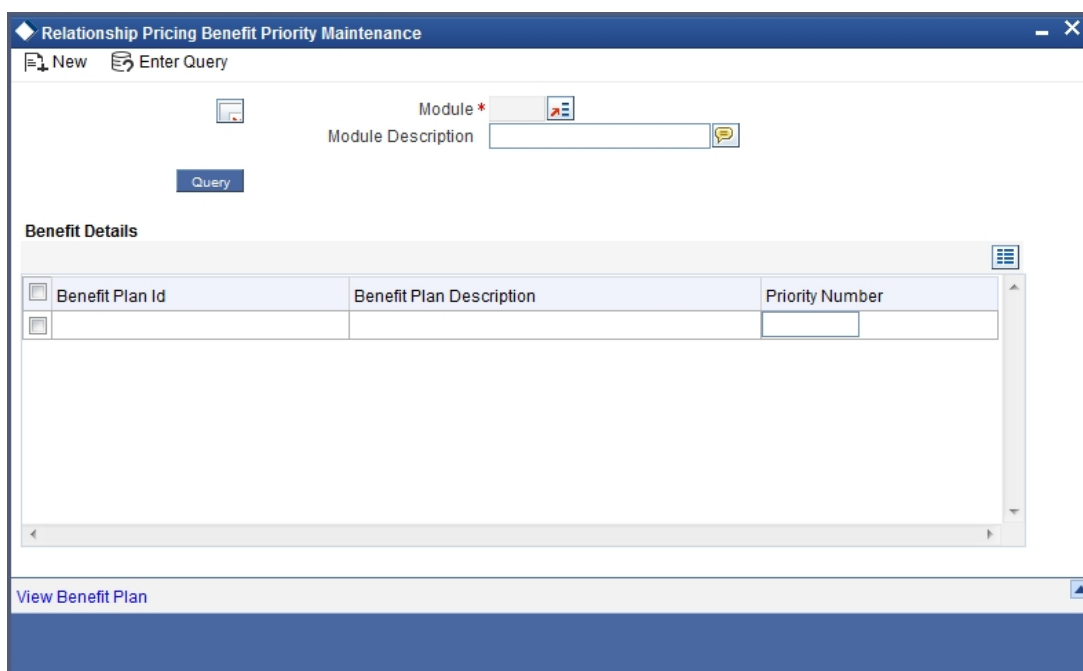 Relationship Pricing Benefit Priority Maintenance
New Enter Query
Module *
Module Description
Query
Benefit Details
Benefit Plan Id Benefit Plan Description Priority Number
View Benefit Plan